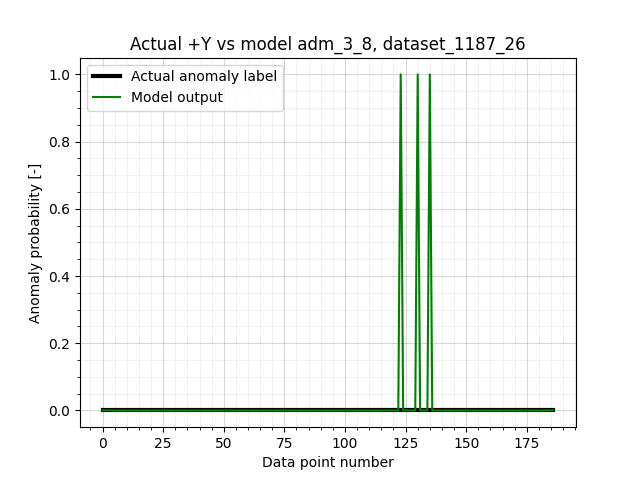 Actual +Y vs model adm_3_8, dataset_1187_26
Actual anomaly label
Model output
Anomaly probability [-]
1.0
0.8
0.6
0.4
0.2
0.0
0 25 50 75 100 125 150 175
Data point number